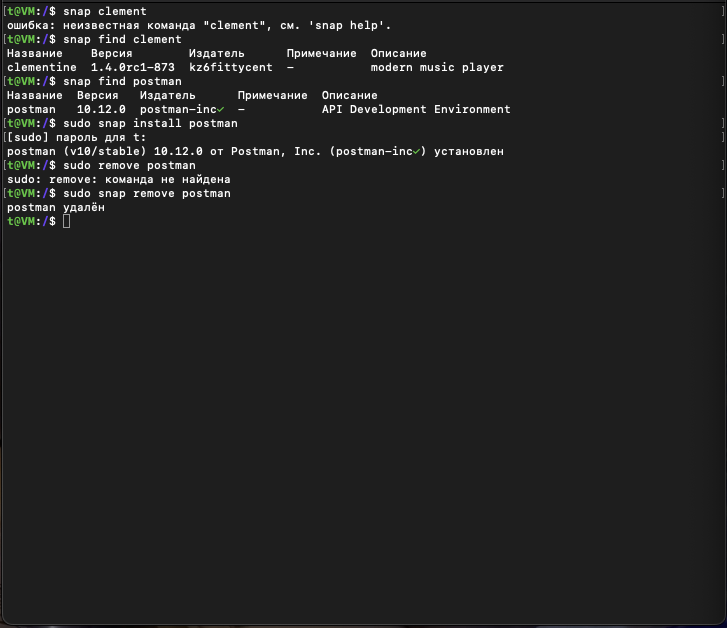 [t@VM:/$ snap clement ]
ошибка: неизвестная команда "clement", см. 'snap help'.
[t@VM:/$ snap find clement ]
Название    Версия        Издатель      Примечание  Описание
clementine  1.4.0rc1-873  kz6fittycent  –           modern music player
[t@VM:/$ snap find postman ]
Название  Версия   Издатель      Примечание  Описание
postman   10.12.0  postman-inc✓  –           API Development Environment
[t@VM:/$ sudo snap install postman ]
[[sudo] пароль для t: ]
postman (v10/stable) 10.12.0 от Postman, Inc. (postman-inc✓) установлен
[t@VM:/$ sudo remove postman ]
sudo: remove: команда не найдена
[t@VM:/$ sudo snap remove postman ]
postman удалён
t@VM:/$